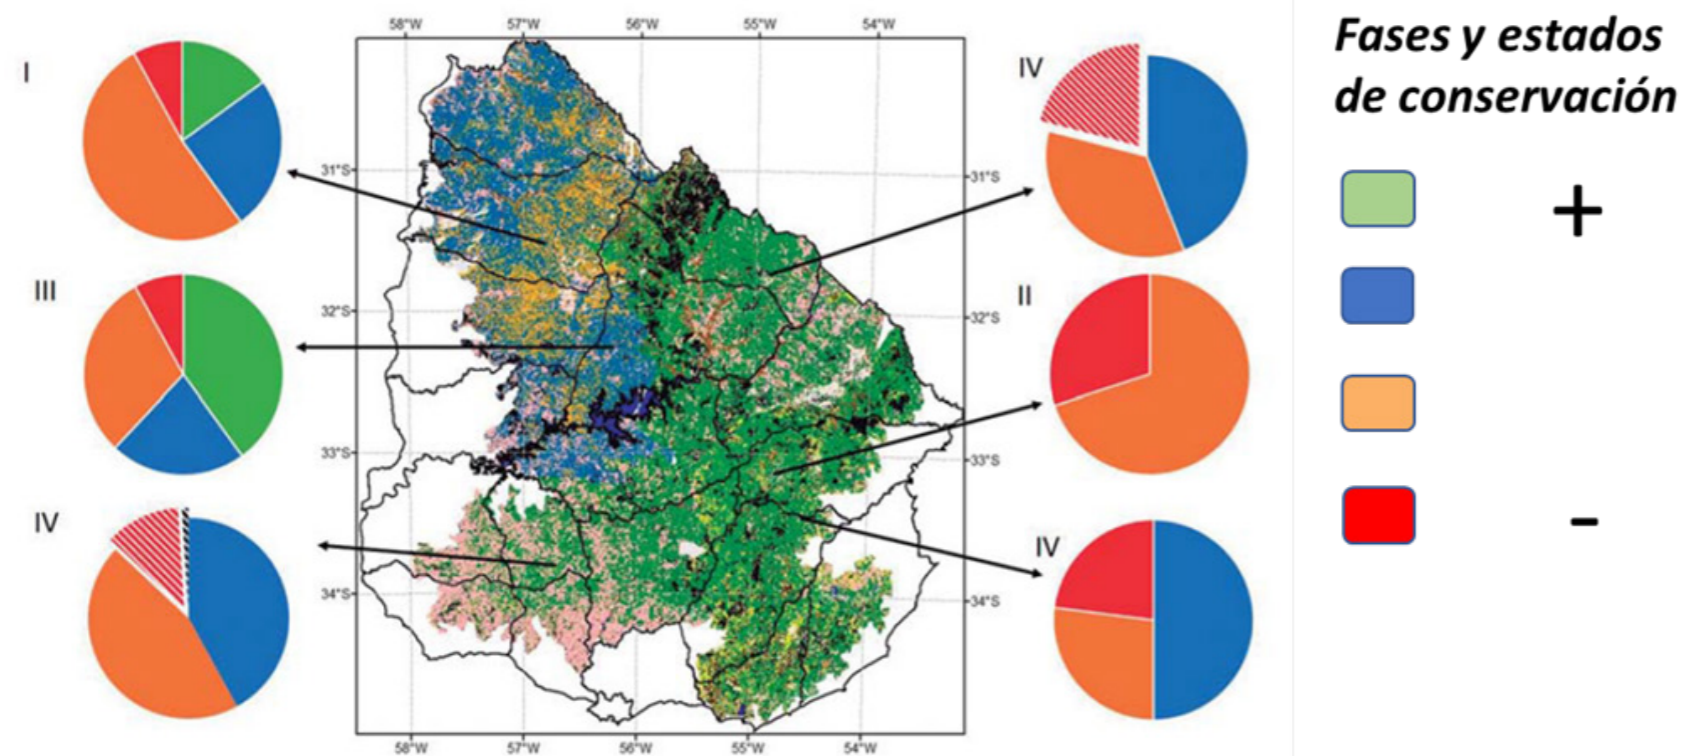 Fases y estados
de conservación
58°W 57°W 56°W 55°W 54°W
I
IV
31°S 31°S
III
II
32°S 32°S
33°S 33°S
IV
IV
34°S 34°S
58°W 57°W 56°W 55°W 54°W
+
-